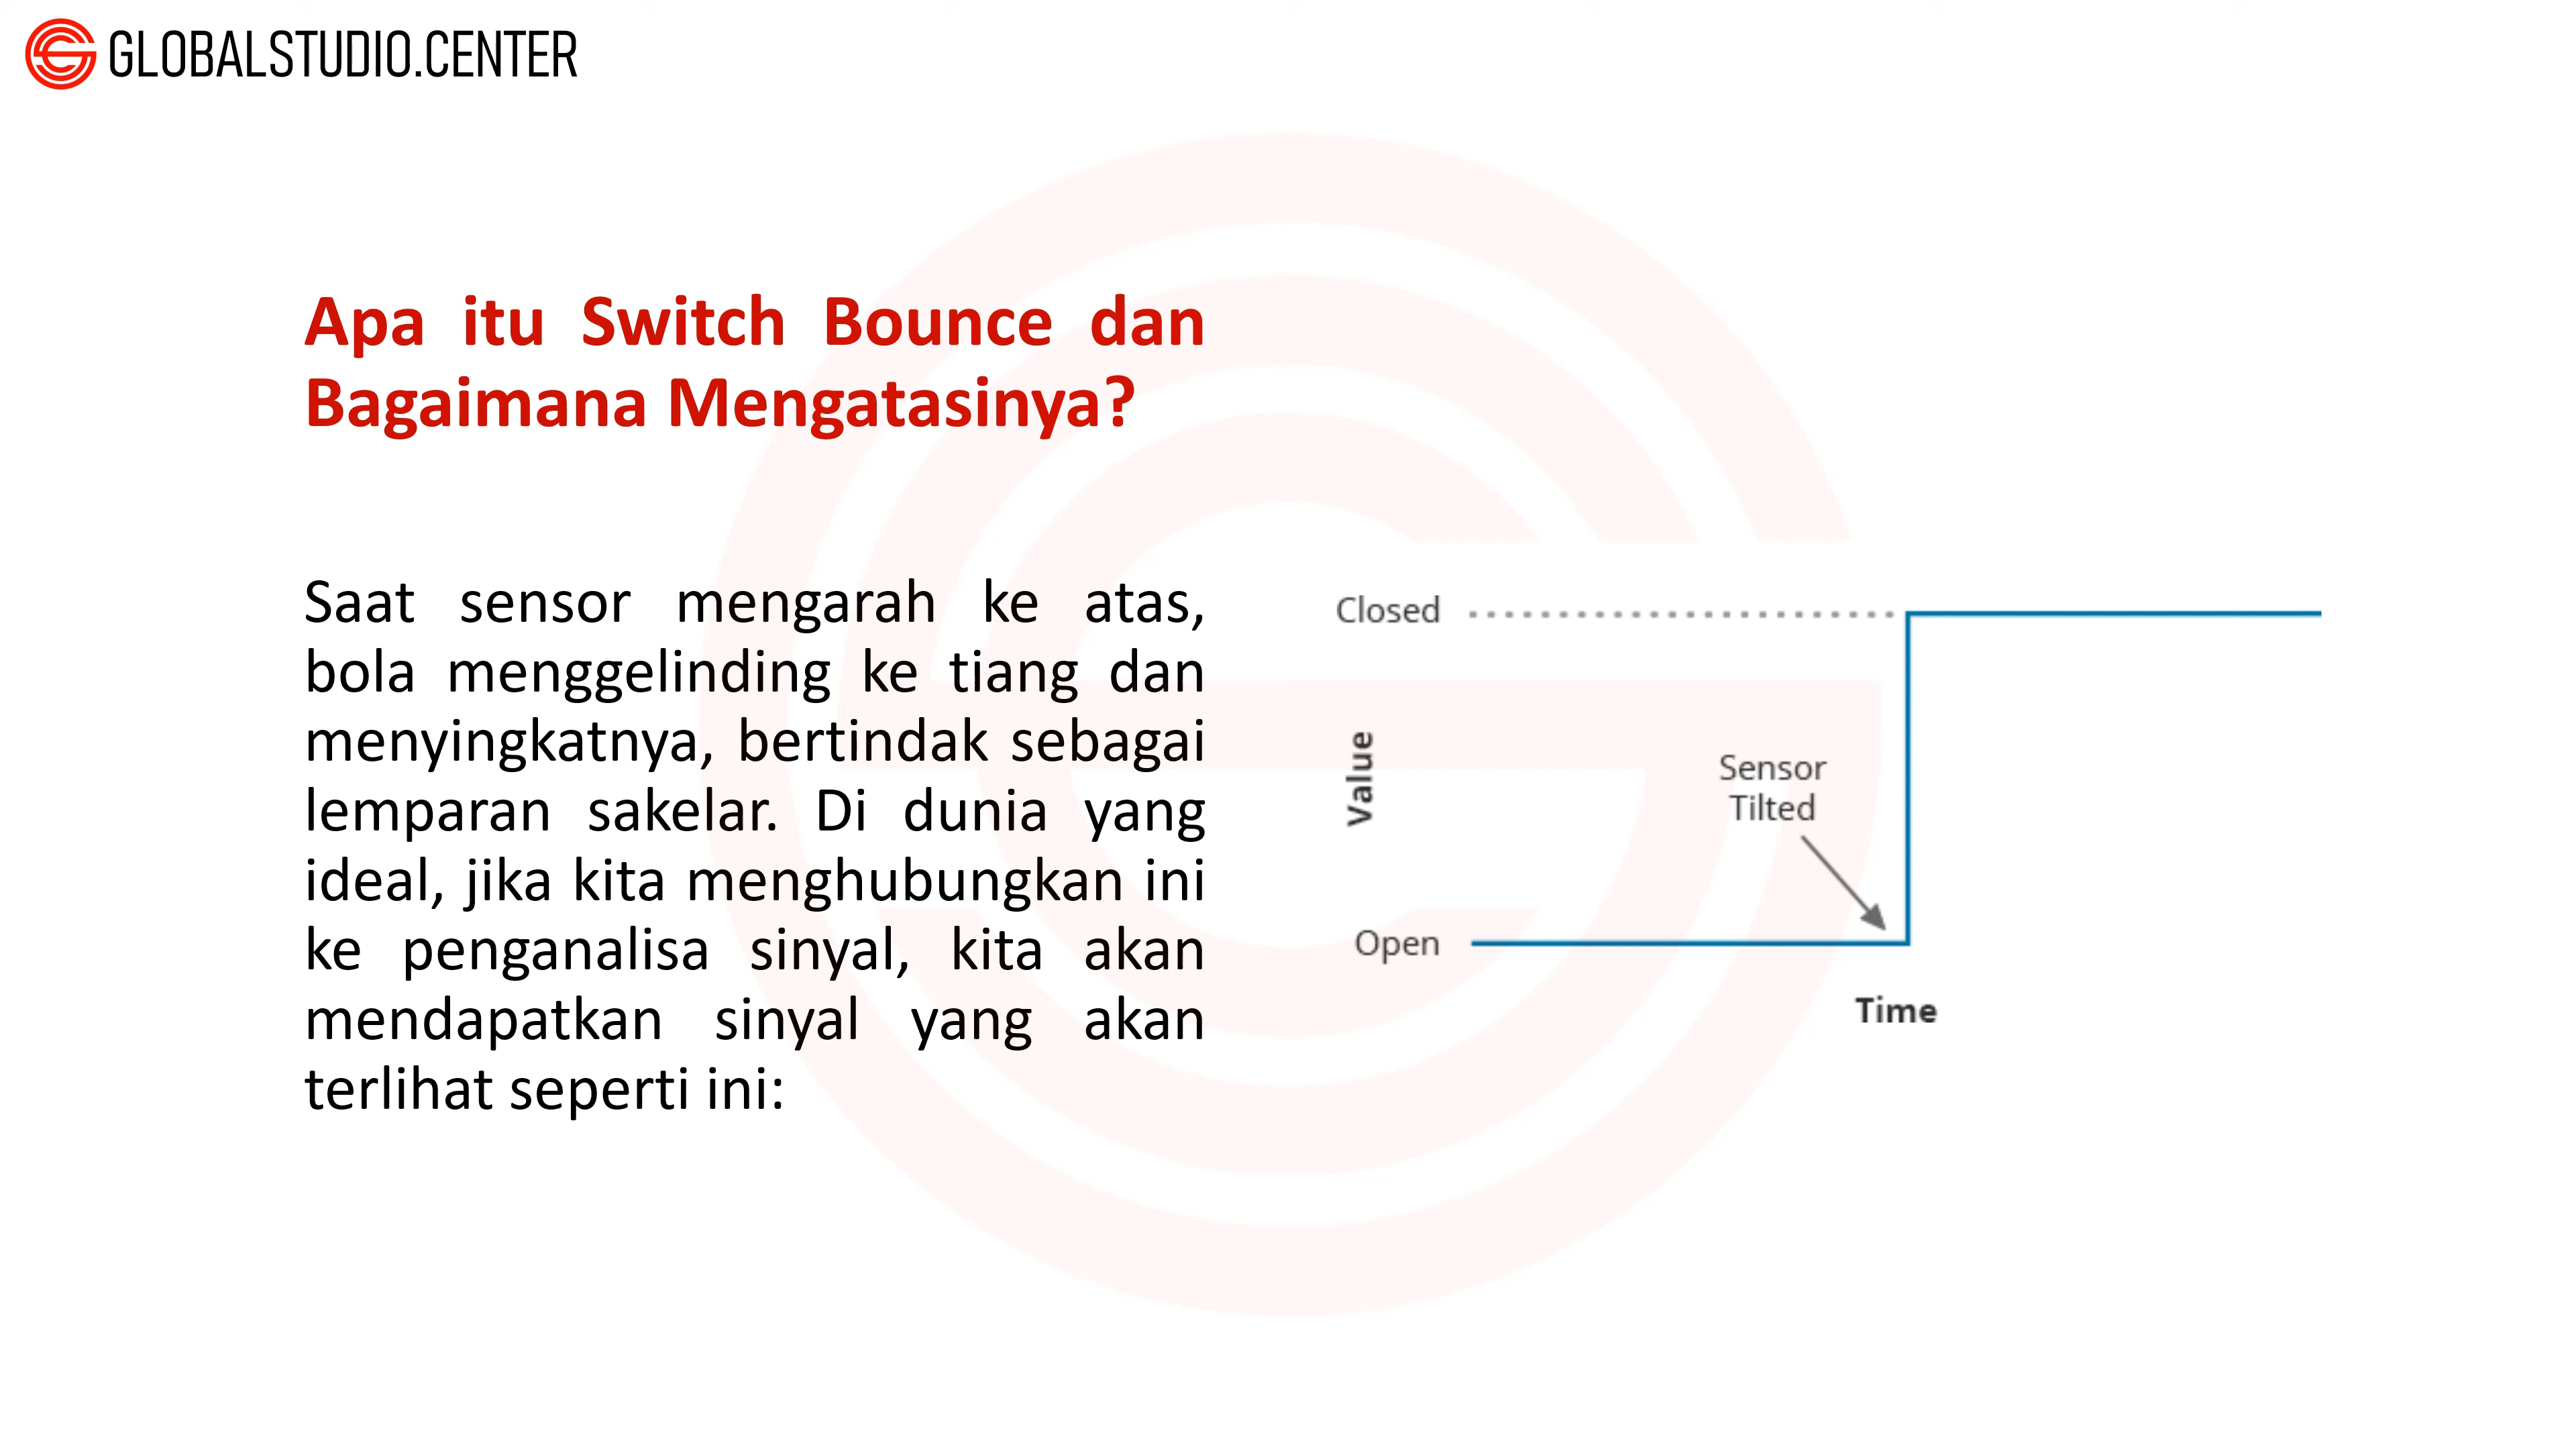 GLOBALSTUDIO.CENTER
Apa itu Switch Bounce dan
Bagaimana Mengatasinya?
Saat sensor mengarah ke atas,
bola menggelinding ke tiang dan
menyingkatnya, bertindak sebagai
lemparan sakelar. Di dunia yang
ideal, jika kita menghubungkan ini
ke penganalisa sinyal, kita akan
mendapatkan sinyal yang akan
terlihat seperti ini:
Closed
Value
Sensor
Tilted
Open
Time